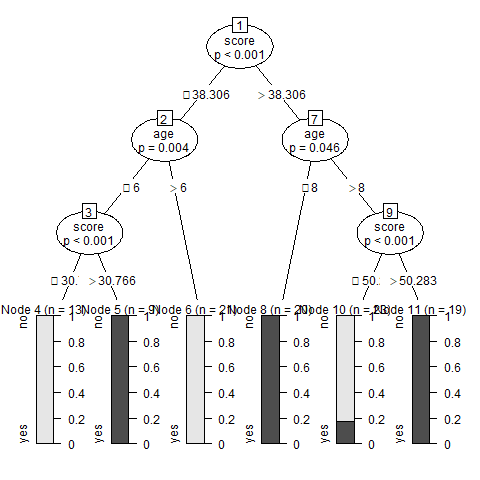 1
score
p < 0.001
≤ 38.306
> 38.306
2
age
p = 0.004
7
age
p = 0.046
≤ 6
> 6
≤ 8
> 8
3
score
p < 0.001
9
score
p < 0.001
≤ 30.
> 30.766
≤ 50.
> 50.283
Node 4 (n = 13)
Node 5 (n = 9)
Node 6 (n = 21)
Node 8 (n = 20)
Node 10 (n =
Node 11 (n = 19)
no
yes
1
0.8
0.6
0.4
0.2
0
no
yes
1
0.8
0.6
0.4
0.2
0
no
yes
1
0.8
0.6
0.4
0.2
0
no
yes
1
0.8
0.6
0.4
0.2
0
no
yes
1
0.8
0.6
0.4
0.2
0
no
yes
1
0.8
0.6
0.4
0.2
0